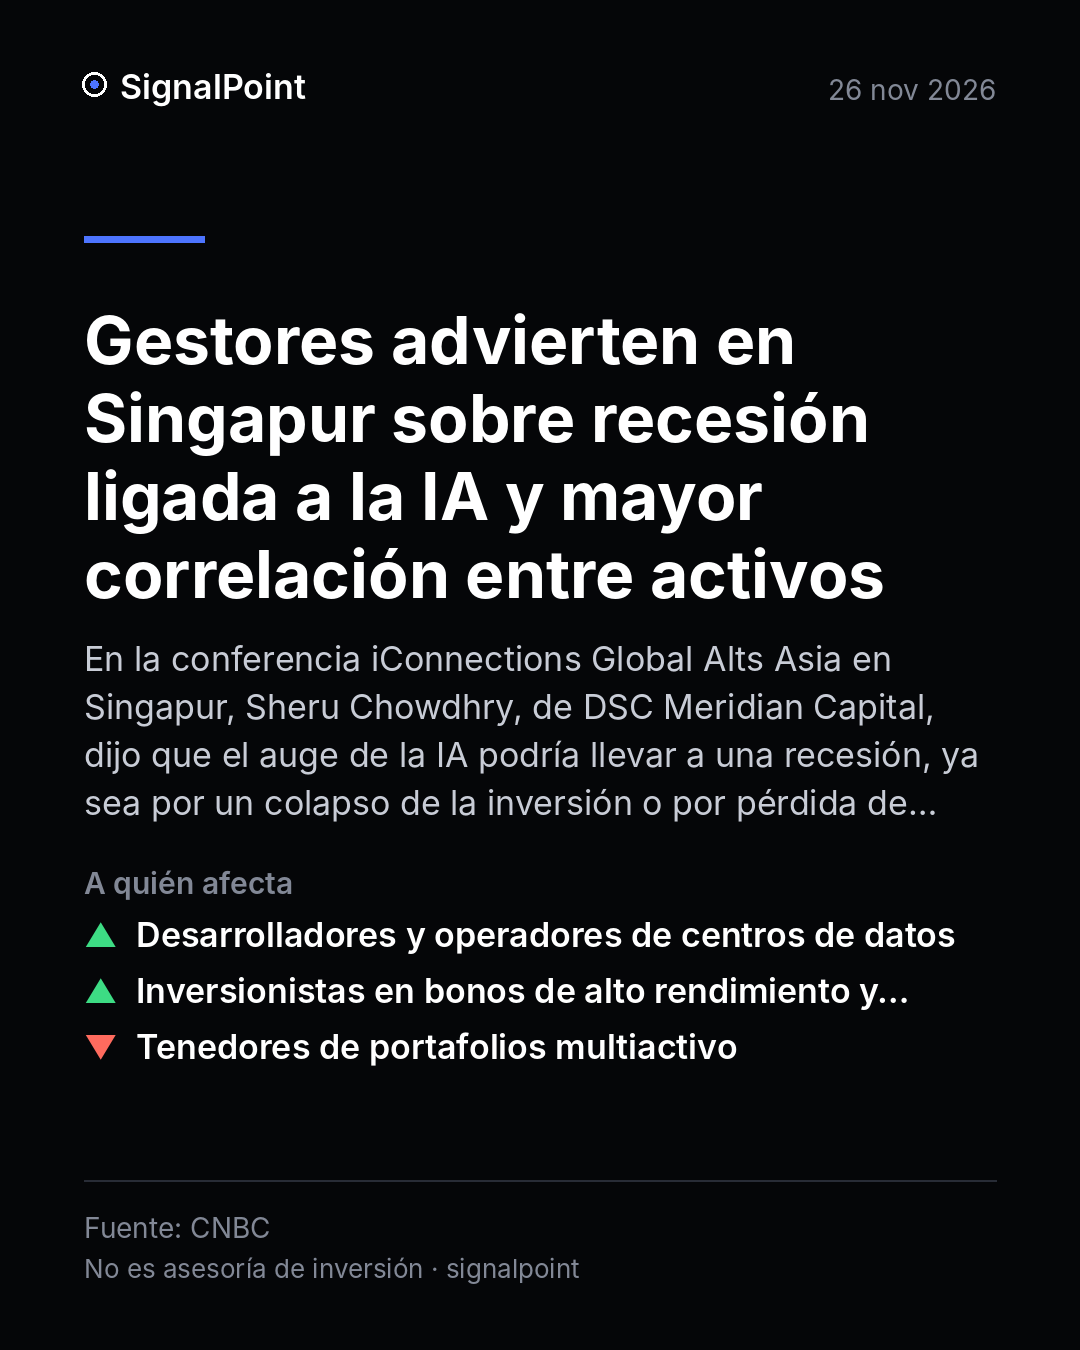 SignalPoint
26 nov 2026
Gestores advierten en
Singapur sobre recesión
ligada a la IA y mayor
correlación entre activos
En la conferencia iConnections Global Alts Asia en
Singapur, Sheru Chowdhry, de DSC Meridian Capital,
dijo que el auge de la IA podría llevar a una recesión, ya
sea por un colapso de la inversión o por pérdida de...
A quién afecta
▲ Desarrolladores y operadores de centros de datos
▲ Inversionistas en bonos de alto rendimiento y...
▼ Tenedores de portafolios multiactivo
Fuente: CNBC
No es asesoría de inversión · signalpoint